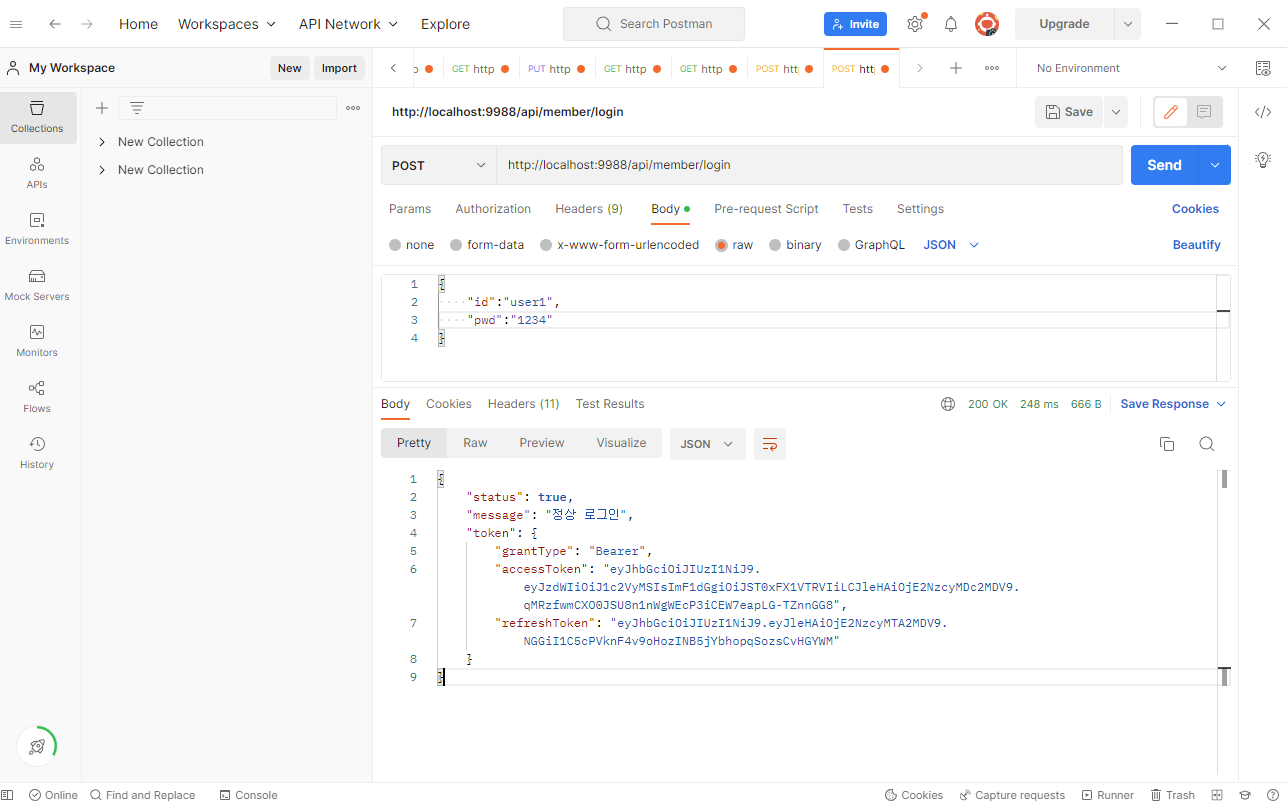 Home
Workspaces
API Network
Explore
Search Postman
Invite
Upgrade
My Workspace
New
Import
GET http
PUT http
GET http
GET http
POST htt
POST htt
No Environment
Collections
APIs
Environments
Mock Servers
Monitors
Flows
History
New Collection
New Collection
http://localhost:9988/api/member/login
Save
POST
http://localhost:9988/api/member/login
Send
Params
Authorization
Headers (9)
Body
Pre-request Script
Tests
Settings
Cookies
none
form-data
x-www-form-urlencoded
raw
binary
GraphQL
JSON
Beautify
1 {
2 "id":"user1",
3 "pwd":"1234"
4 }
Body
Cookies
Headers (11)
Test Results
200 OK
248 ms
666 B
Save Response
Pretty
Raw
Preview
Visualize
JSON
1 {
2 "status": true,
3 "message": "정상 로그인",
4 "token": {
5 "grantType": "Bearer",
6 "accessToken": "eyJhbGciOiJIUzI1NiJ9.
eyJzdWIiOiJ1c2VyMSIsImF1dGgiOiJST0xFX1VTRVIiLCJleHAiOjE2NzcyMDc2MDV9.
qMRzfwmCXO0JSU8n1nWgWEcP3iCEW7eapLG-TZnnGG8",
7 "refreshToken": "eyJhbGciOiJIUzI1NiJ9.eyJleHAiOjE2NzcyMTA2MDV9.
NGGiI1C5cPVknF4v9oHozINB5jYbhopqSozsCvHGYWM"
8 }
9 }
Online
Find and Replace
Console
Cookies
Capture requests
Runner
Trash